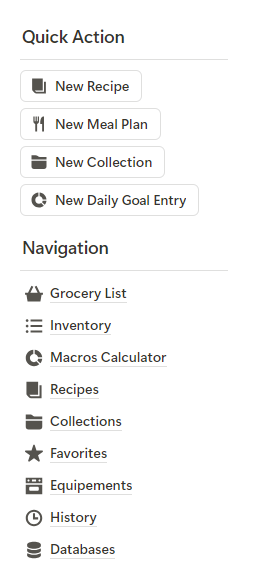 Quick Action
New Recipe
New Meal Plan
New Collection
New Daily Goal Entry
Navigation
Grocery List
Inventory
Macros Calculator
Recipes
Collections
Favorites
Equipements
History
Databases